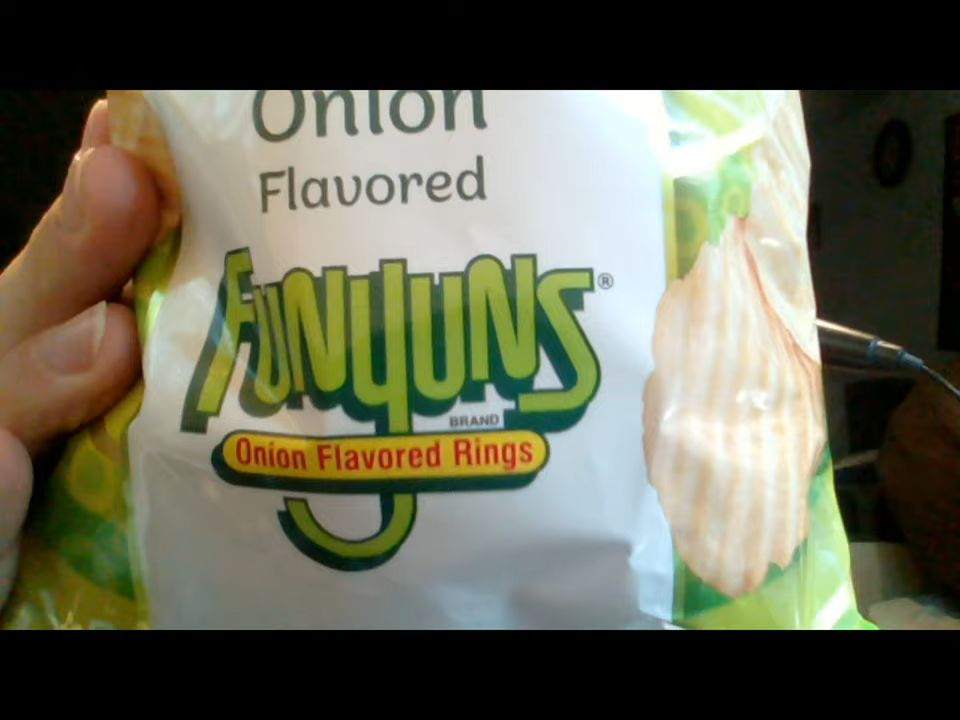 Onion
Flavored
FUNYUNS®
BRAND
Onion Flavored Rings